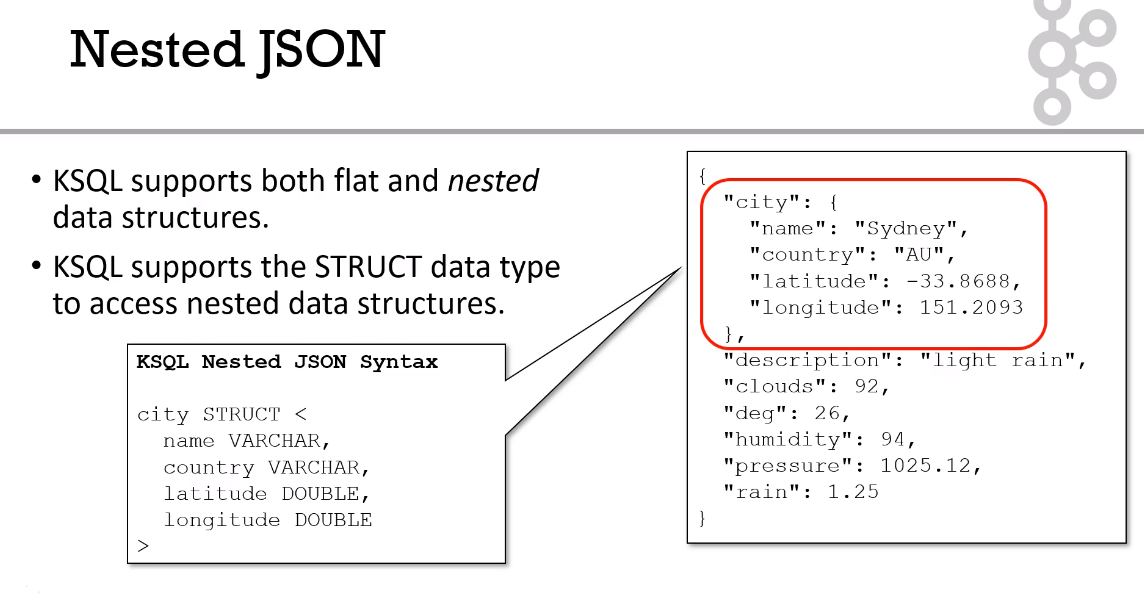 Nested JSON
• KSQL supports both flat and nested
data structures.
• KSQL supports the STRUCT data type
to access nested data structures.
KSQL Nested JSON Syntax
city STRUCT <
  name VARCHAR,
  country VARCHAR,
  latitude DOUBLE,
  longitude DOUBLE
>
{
  "city": {
    "name": "Sydney",
    "country": "AU",
    "latitude": -33.8688,
    "longitude": 151.2093
  },
  "description": "light rain",
  "clouds": 92,
  "deg": 26,
  "humidity": 94,
  "pressure": 1025.12,
  "rain": 1.25
}